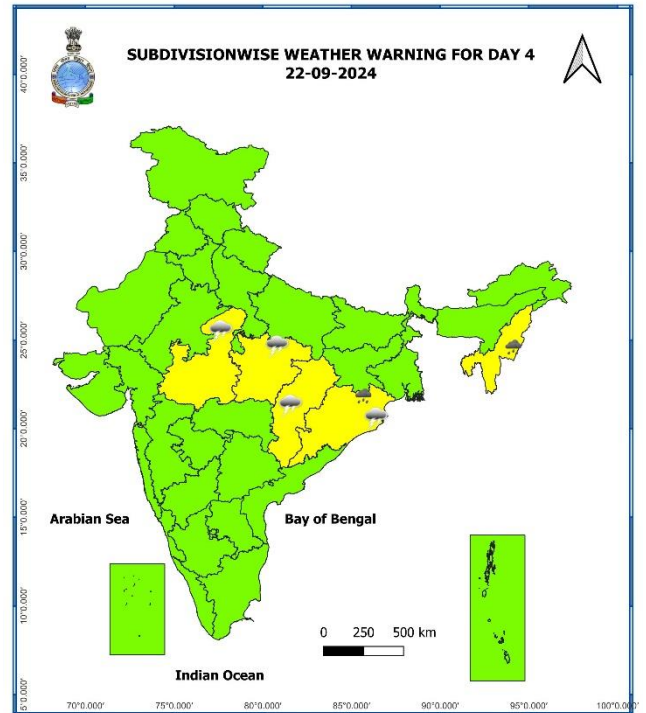 SUBDIVISIONWISE WEATHER WARNING FOR DAY 4
22-09-2024
40°0.000'
35°0.000'
30°0.000'
25°0.000'
20°0.000'
15°0.000'
10°0.000'
5°0.000'
Arabian Sea
Bay of Bengal
0 250 500 km
Indian Ocean
70°0.000' 75°0.000' 80°0.000' 85°0.000' 90°0.000' 95°0.000' 100°0.000'